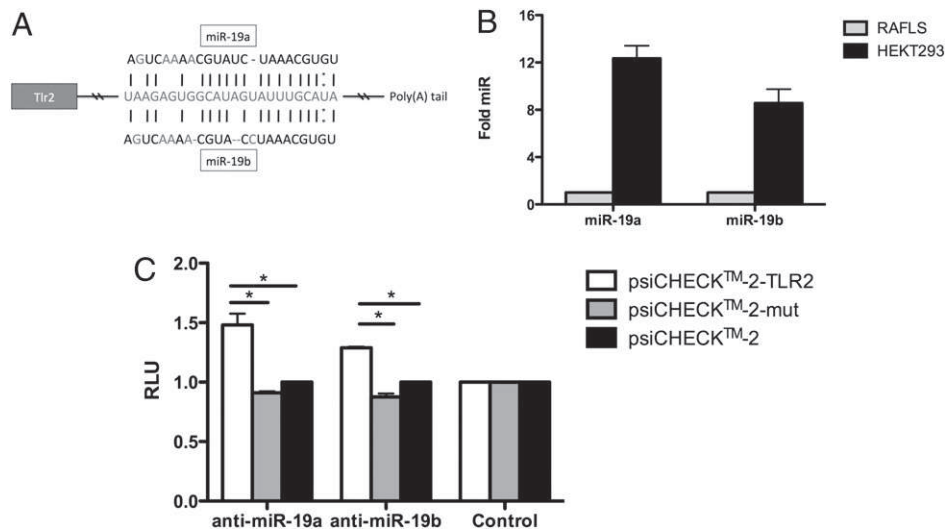 A
miR-19a
AGUCAAAACGUAUC-UAAACGUGU
Tlr2
UAAGAGUGGCAUAGUAUUUGCAUA
Poly(A) tail
AGUCAAAA-CGUA--CCUAAACGUGU
miR-19b
B
Fold miR
16
12
8
4
0
miR-19a
miR-19b
RAFLS
HEKT293
C
RLU
2.0
1.5
1.0
0.5
0.0
*
*
*
*
anti-miR-19a
anti-miR-19b
Control
psiCHECK™-2-TLR2
psiCHECK™-2-mut
psiCHECK™-2